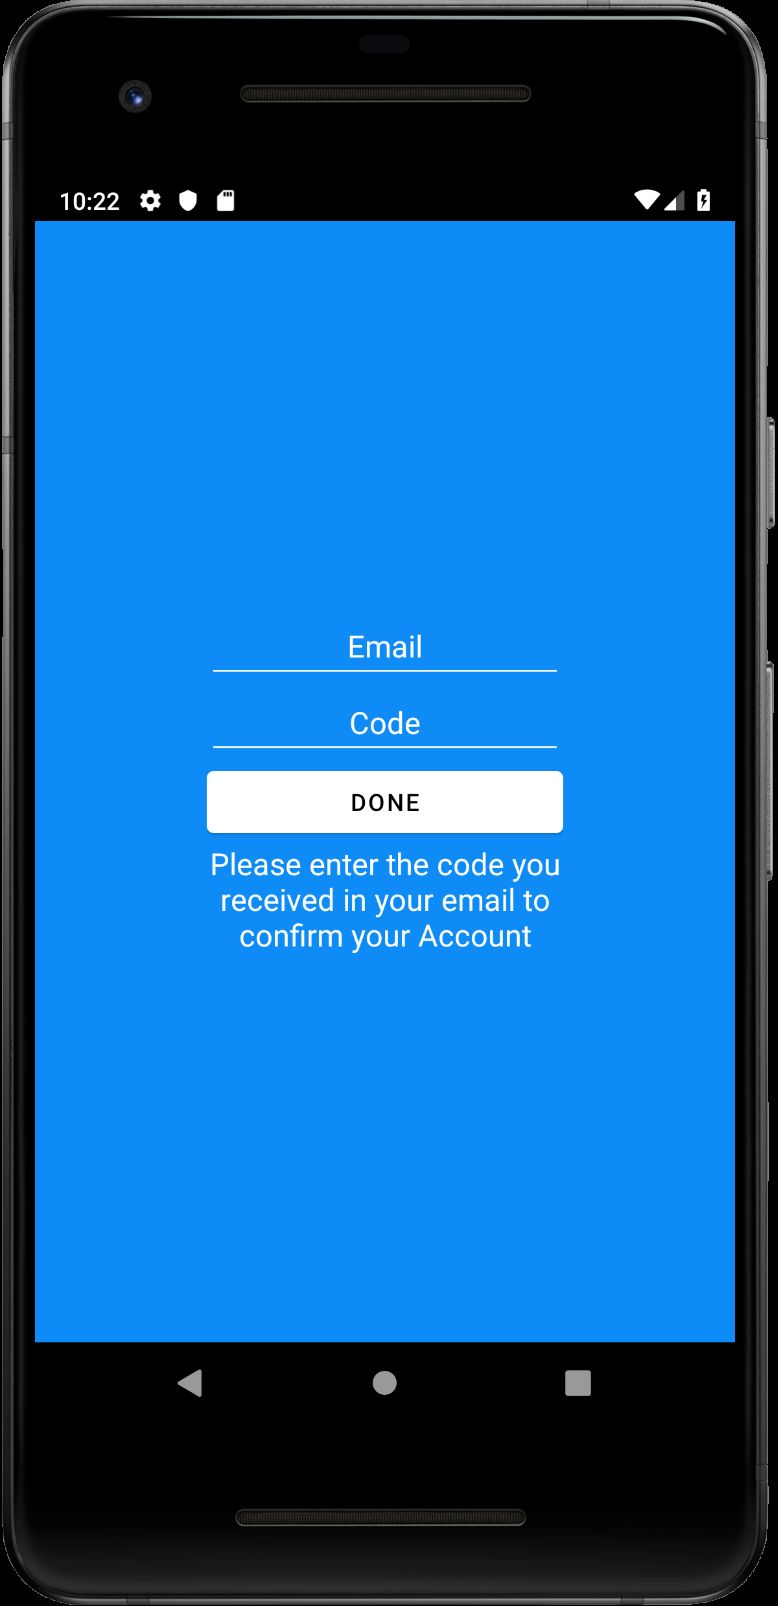 10:22
Email
Code
DONE
Please enter the code you
received in your email to
confirm your Account